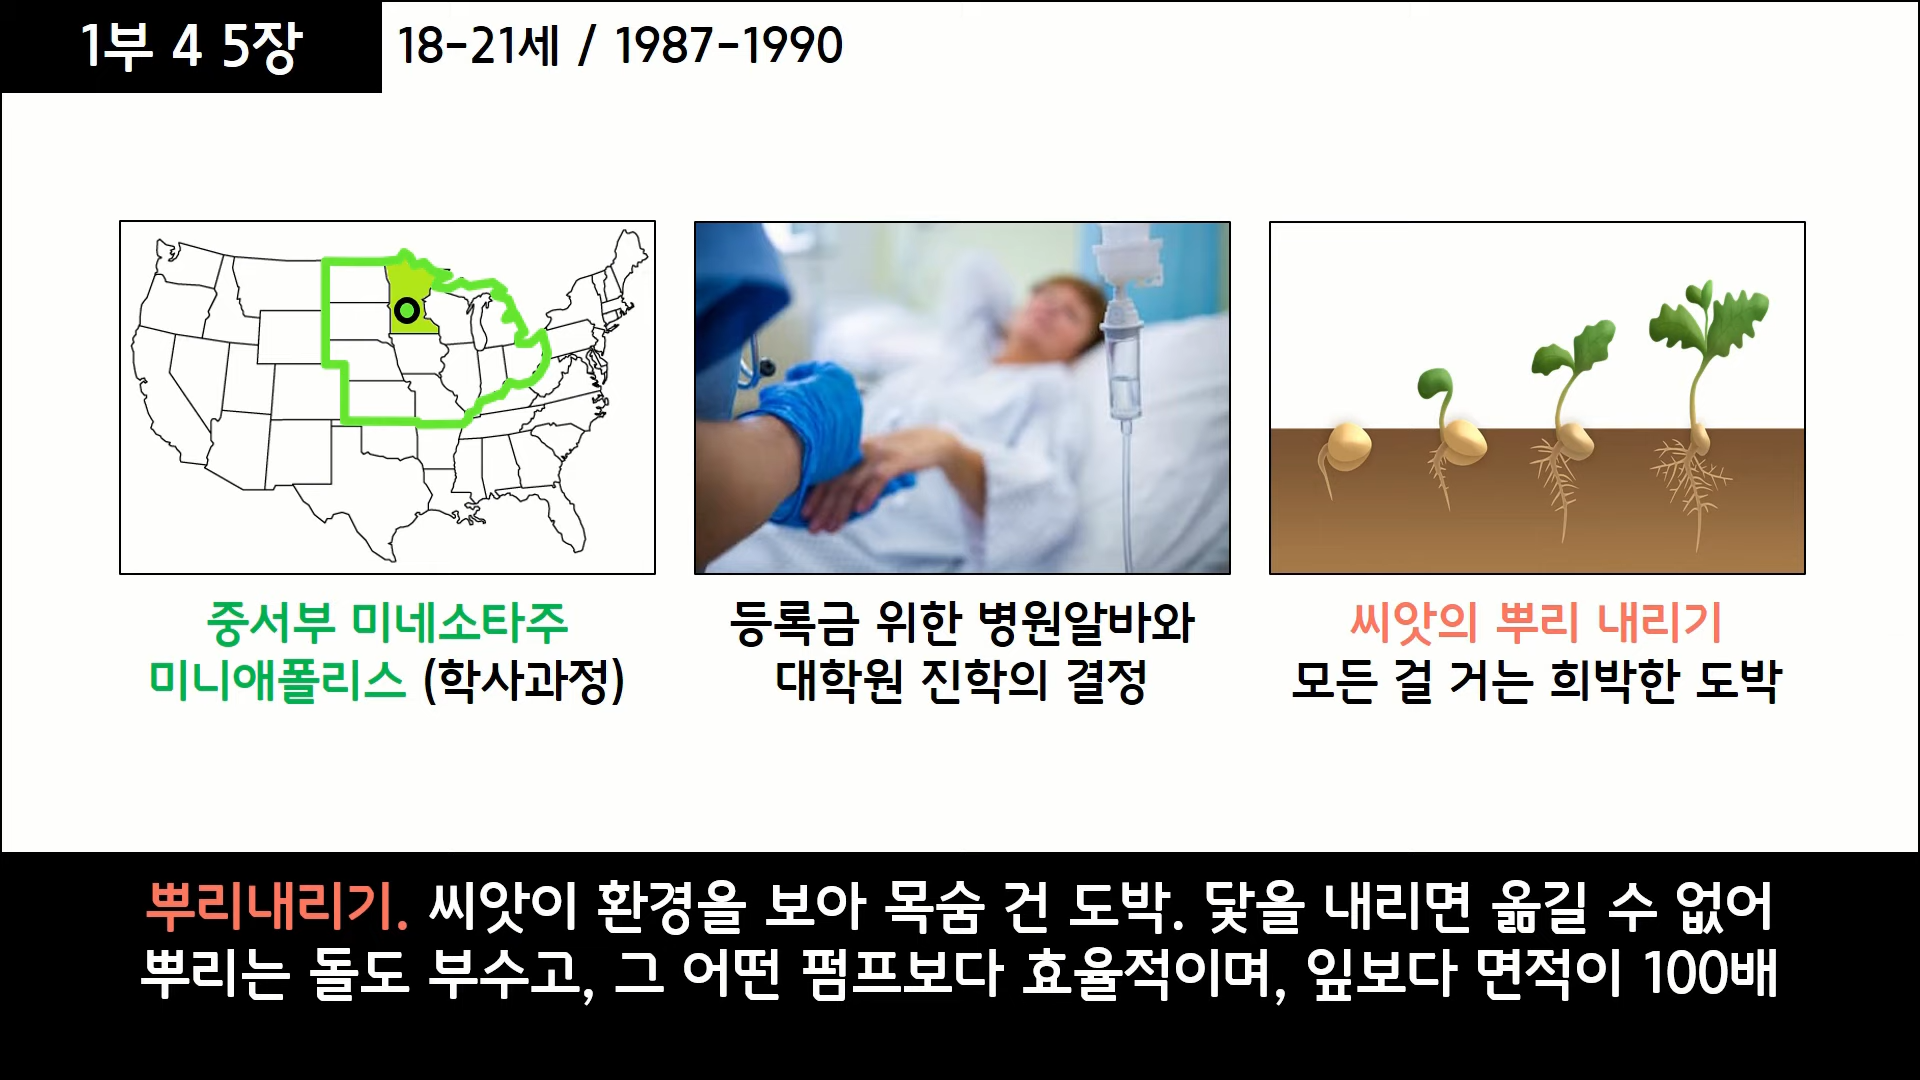 1부 4 5장
18-21세 / 1987-1990
중서부 미네소타주
미니애폴리스 (학사과정)
등록금 위한 병원알바와
대학원 진학의 결정
씨앗의 뿌리 내리기
모든 걸 거는 희박한 도박
뿌리내리기. 씨앗이 환경을 보아 목숨 건 도박. 닻을 내리면 옮길 수 없어
뿌리는 돌도 부수고, 그 어떤 펌프보다 효율적이며, 잎보다 면적이 100배